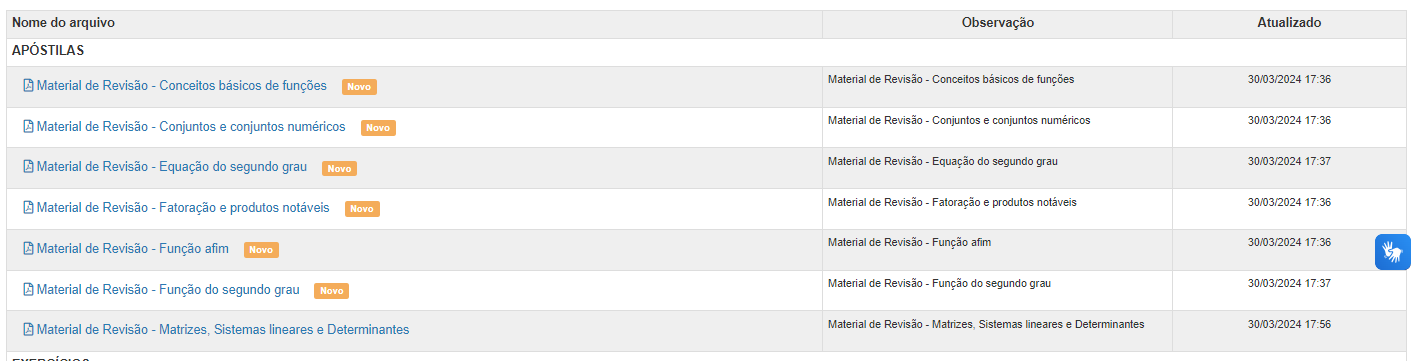 Nome do arquivo Observação Atualizado
APÓSTILAS
Material de Revisão - Conceitos básicos de funções Novo Material de Revisão - Conceitos básicos de funções 30/03/2024 17:36
Material de Revisão - Conjuntos e conjuntos numéricos Novo Material de Revisão - Conjuntos e conjuntos numéricos 30/03/2024 17:36
Material de Revisão - Equação do segundo grau Novo Material de Revisão - Equação do segundo grau 30/03/2024 17:37
Material de Revisão - Fatoração e produtos notáveis Novo Material de Revisão - Fatoração e produtos notáveis 30/03/2024 17:36
Material de Revisão - Função afim Novo Material de Revisão - Função afim 30/03/2024 17:36
Material de Revisão - Função do segundo grau Novo Material de Revisão - Função do segundo grau 30/03/2024 17:37
Material de Revisão - Matrizes, Sistemas lineares e Determinantes Material de Revisão - Matrizes, Sistemas lineares e Determinantes 30/03/2024 17:56
EXERCÍCIOS